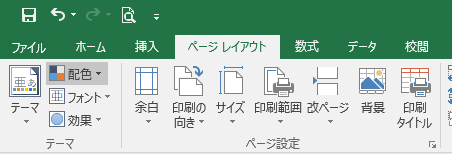 ファイル ホーム 挿入 ページ レイアウト 数式 データ 校閲
亜
テーマ
配色
亜 フォント
効果
余白
印刷の
向き
サイズ
印刷範囲
改ページ
背景
印刷
タイトル
テーマ ページ設定